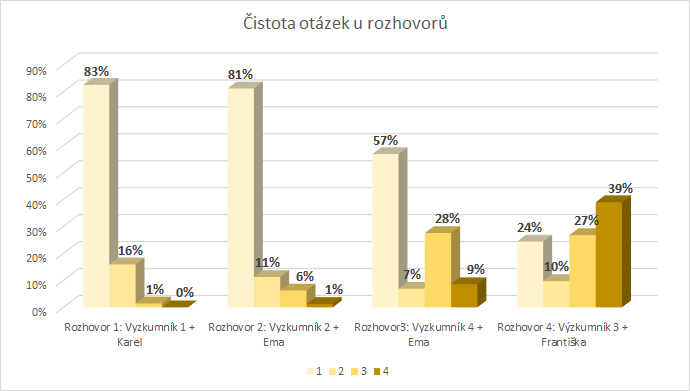 Čistota otázek u rozhovorů
90%
80%
70%
60%
50%
40%
30%
20%
10%
0%
83%
16%
1%
0%
81%
11%
6%
1%
57%
7%
28%
9%
24%
10%
27%
39%
Rozhovor 1: Vyzkumník 1 +
Karel
Rozhovor 2: Vyzkumník 2 +
Ema
Rozhovor3: Vyzkumník 4 +
Ema
Rozhovor 4: Výzkumník 3 +
Františka
1 2 3 4